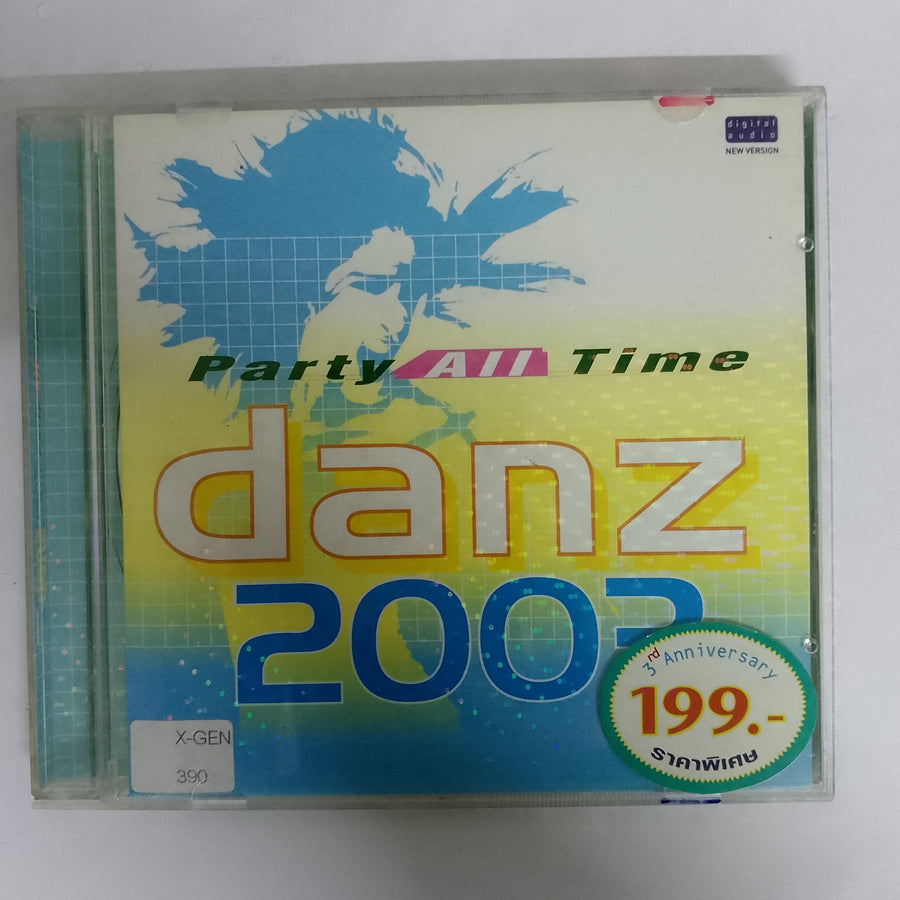 digital
audio
NEW VERSION
Party All Time
danz
200
3rd Anniversary
199.-
ราคาพิเศษ
X-GEN
390